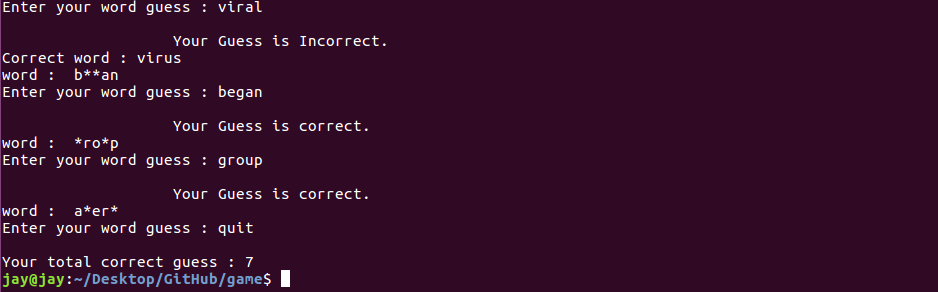 Enter your word guess : viral
Your Guess is Incorrect.
Correct word : virus
word :  b**an
Enter your word guess : began
Your Guess is correct.
word :  *ro*p
Enter your word guess : group
Your Guess is correct.
word :  a*er*
Enter your word guess : quit
Your total correct guess : 7
jay@jay:~/Desktop/GitHub/game$